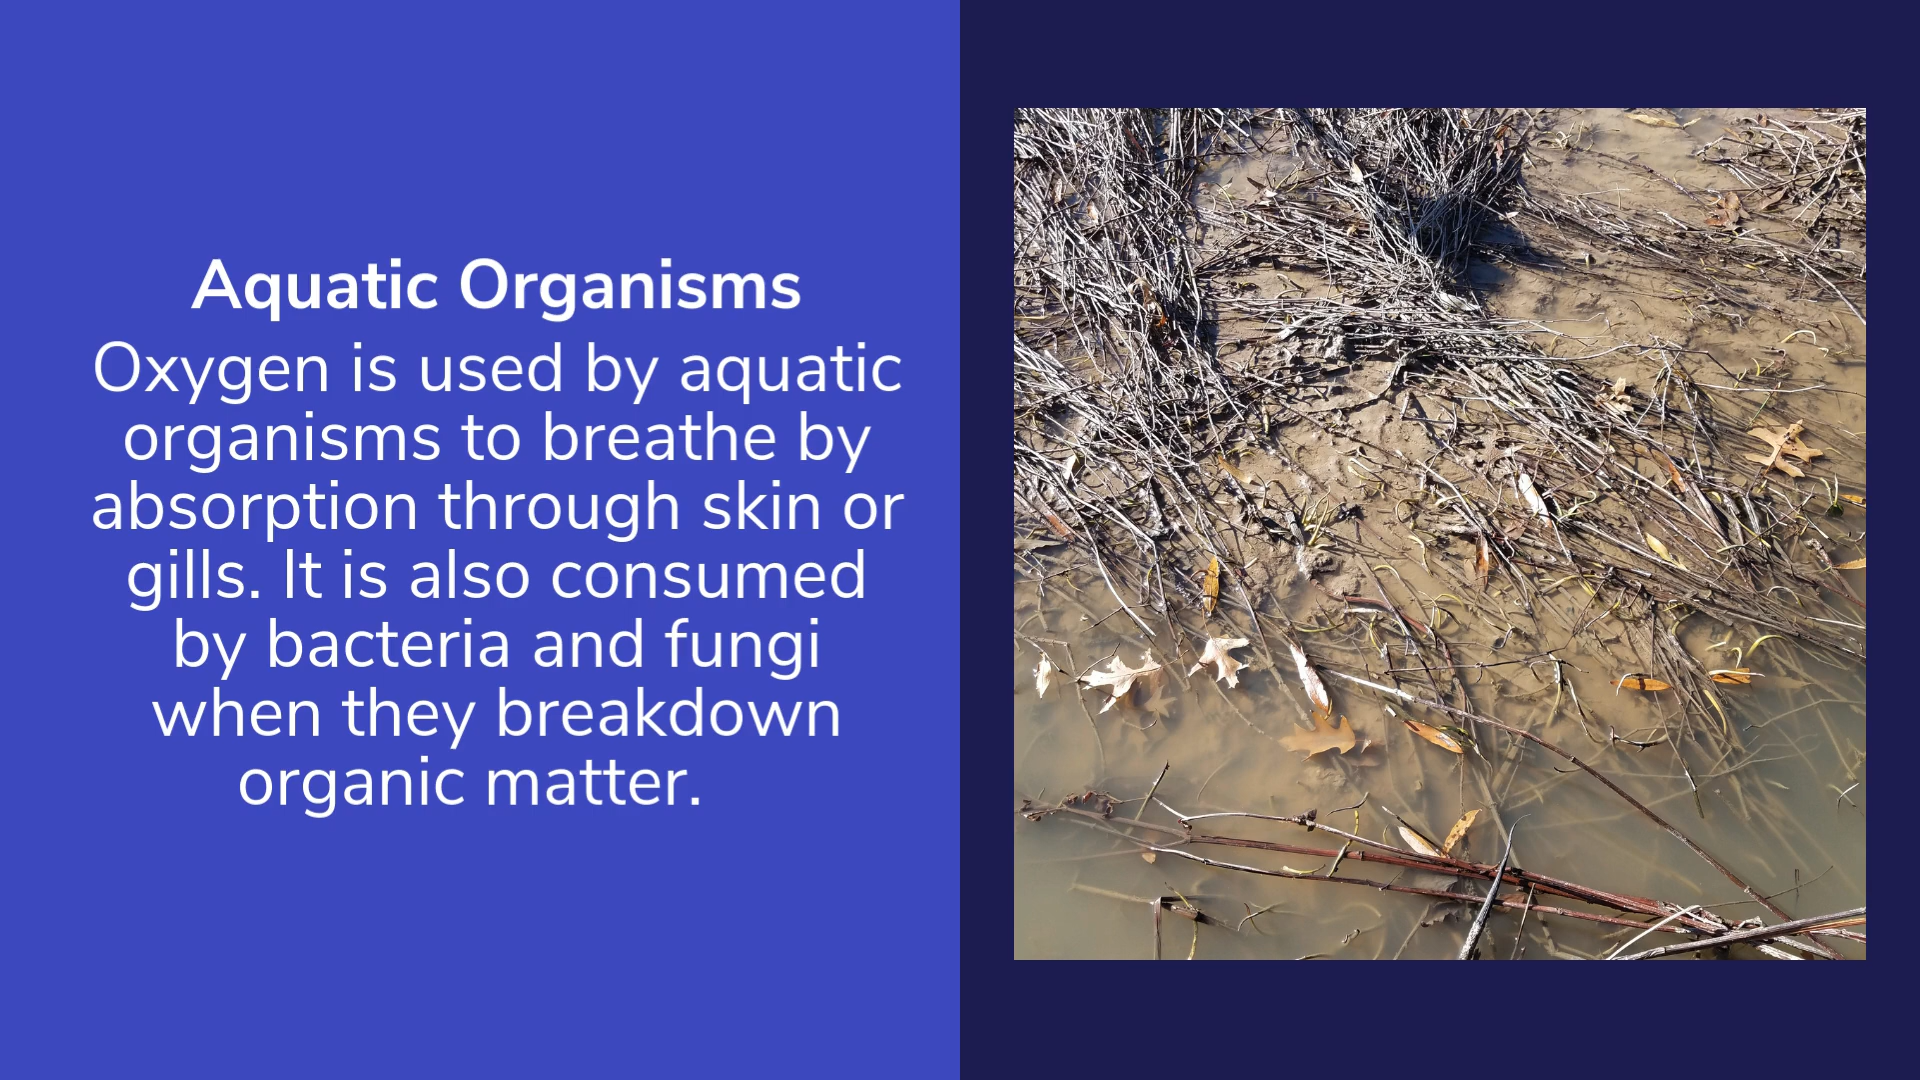 Aquatic Organisms
Oxygen is used by aquatic
organisms to breathe by
absorption through skin or
gills. It is also consumed
by bacteria and fungi
when they breakdown
organic matter.